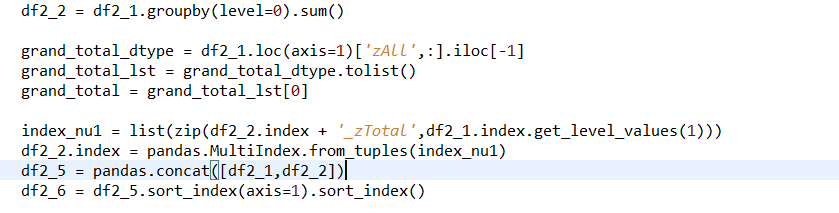 df2_2 = df2_1.groupby(level=0).sum()
grand_total_dtype = df2_1.loc(axis=1)['zAll',:].iloc[-1]
grand_total_lst = grand_total_dtype.tolist()
grand_total = grand_total_lst[0]
index_nu1 = list(zip(df2_2.index + '_zTotal',df2_1.index.get_level_values(1)))
df2_2.index = pandas.MultiIndex.from_tuples(index_nu1)
df2_5 = pandas.concat([df2_1,df2_2])
df2_6 = df2_5.sort_index(axis=1).sort_index()